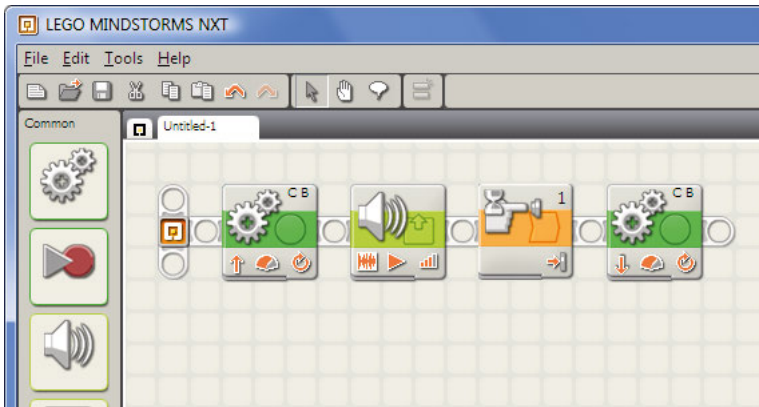 LEGO MINDSTORMS NXT
File Edit Tools Help
Common
Untitled-1
C B
1
C B